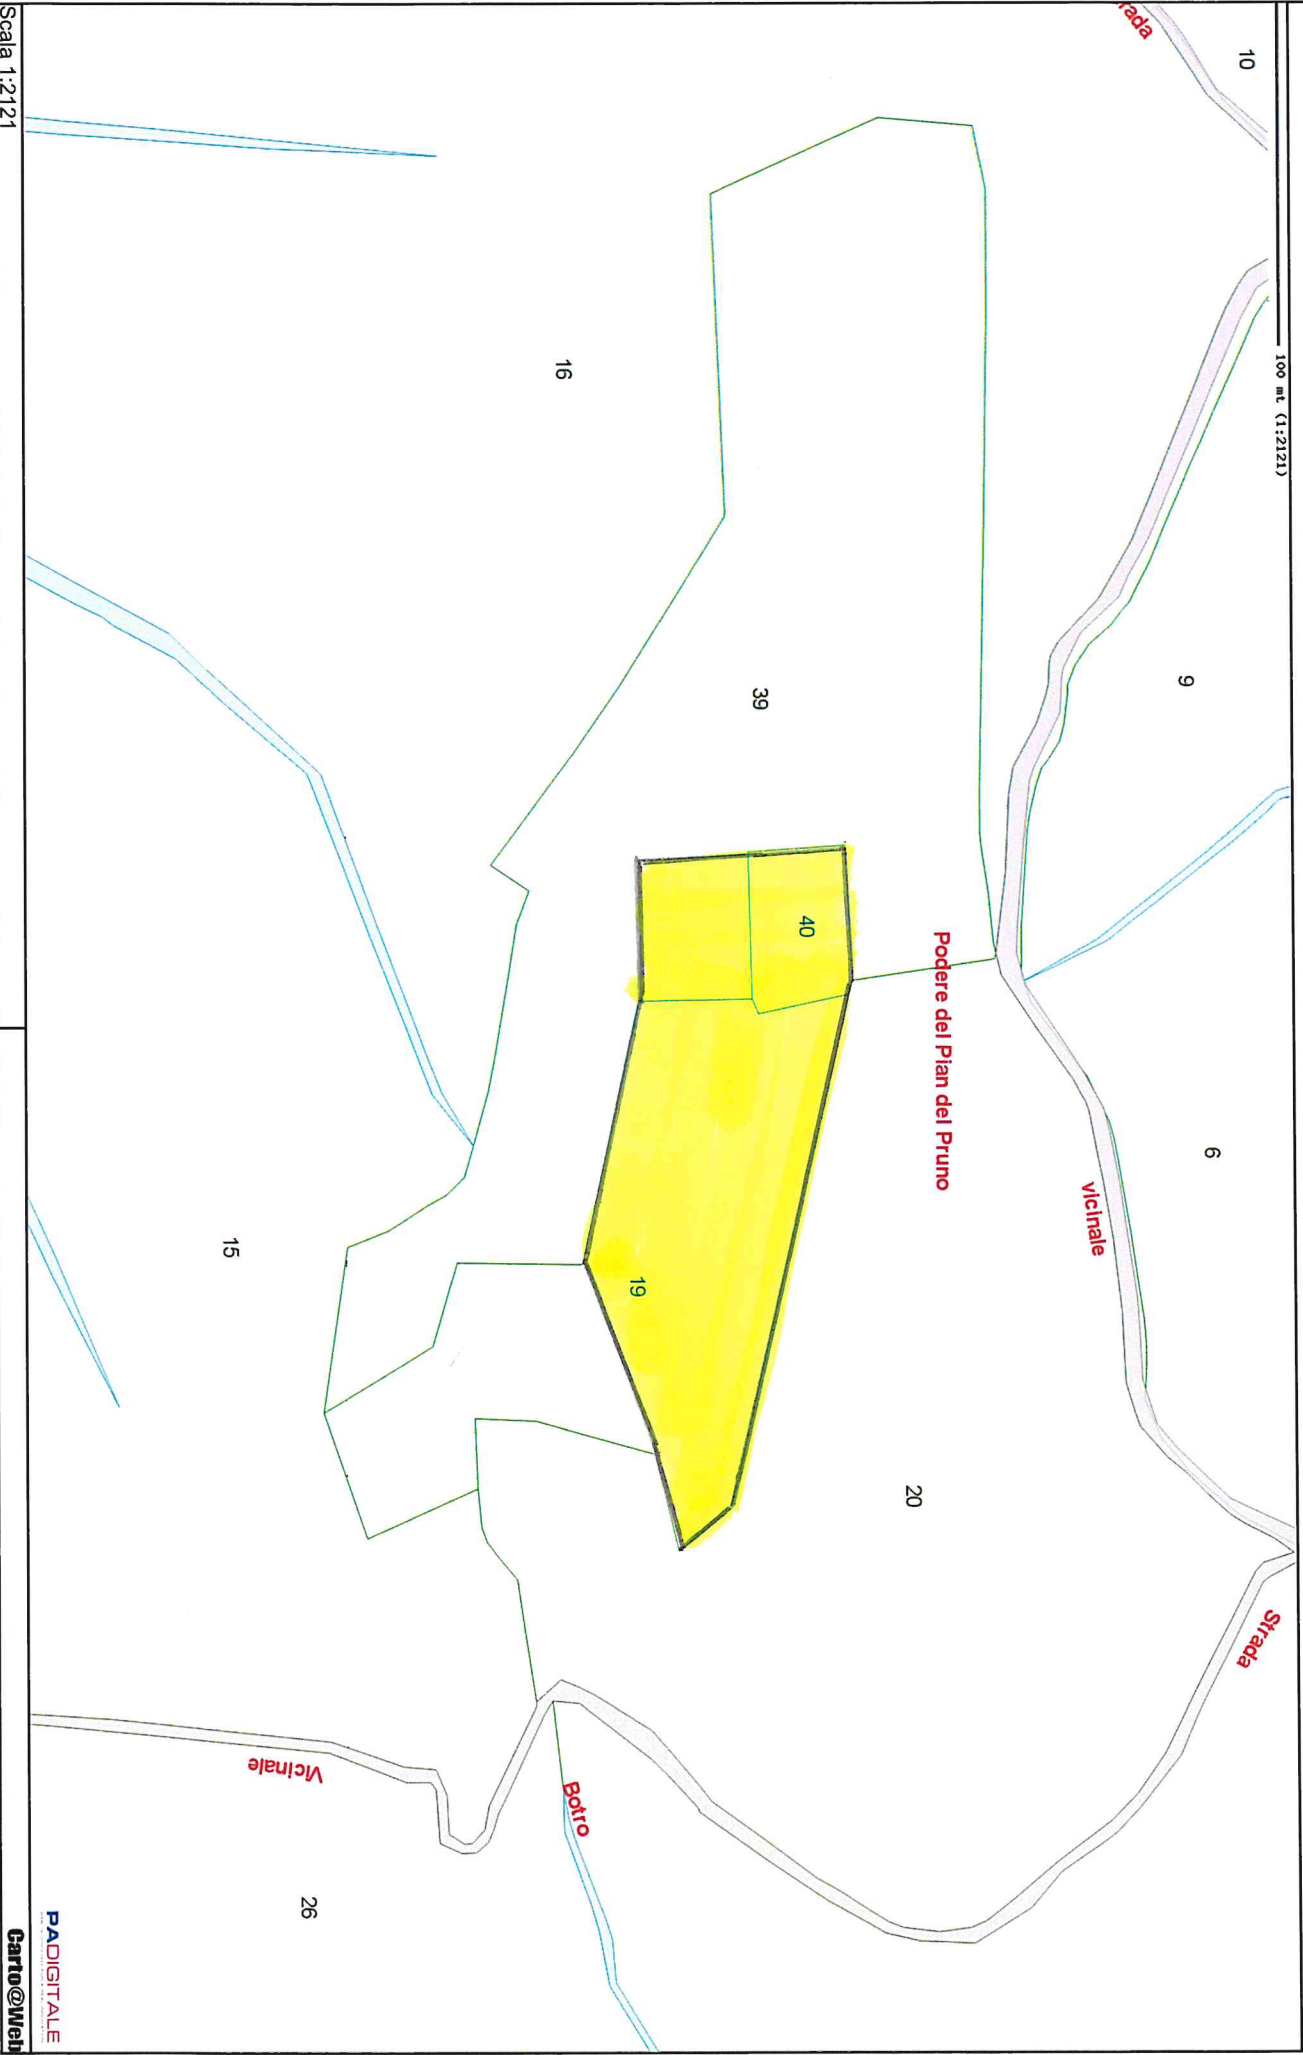 100 mt (1:2121)
10
rada
9
6
vicinale
Strada
Podere del Pian del Pruno
20
40
39
19
16
Botro
15
Vicinale
26
PADIGITALE
Scala 1:2121
Carto@Web